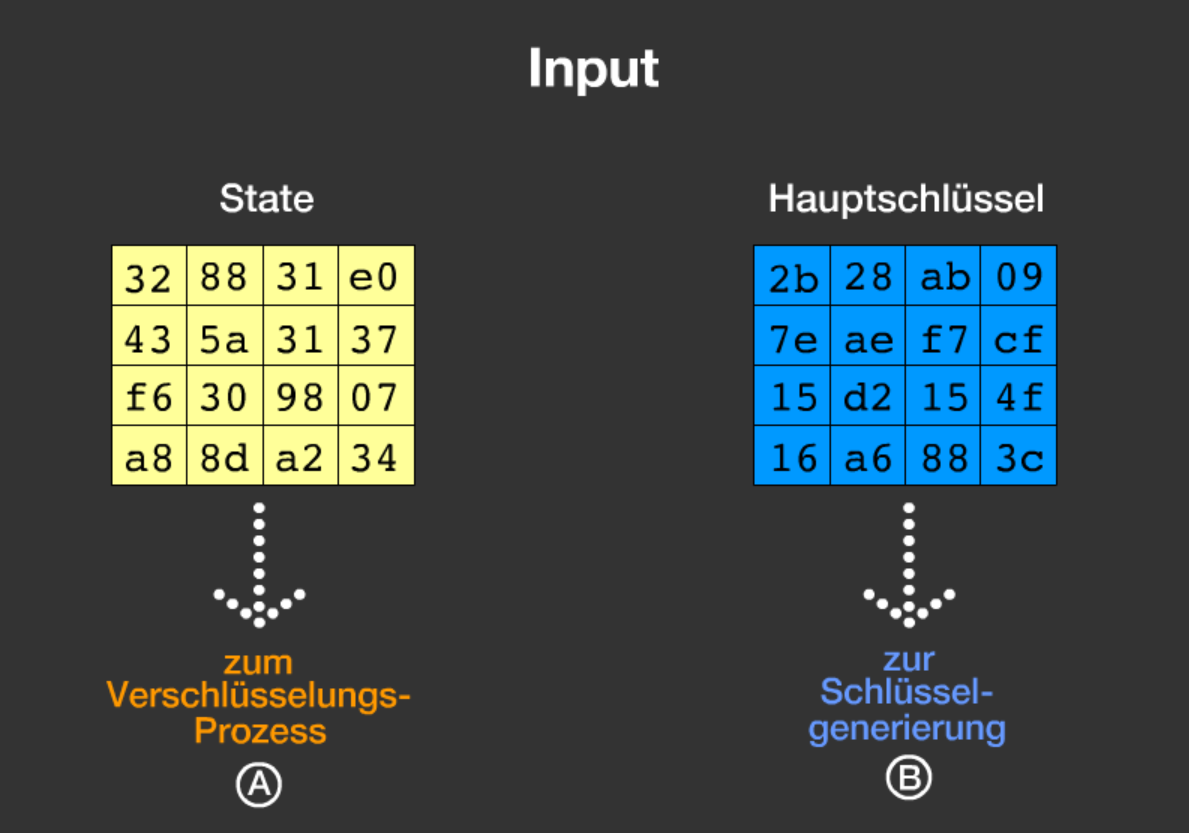 Input
State
32 88 31 e0
43 5a 31 37
f6 30 98 07
a8 8d a2 34
zum
Verschlüsselungs-
Prozess
A
Hauptschlüssel
2b 28 ab 09
7e ae f7 cf
15 d2 15 4f
16 a6 88 3c
zur
Schlüssel-
generierung
B